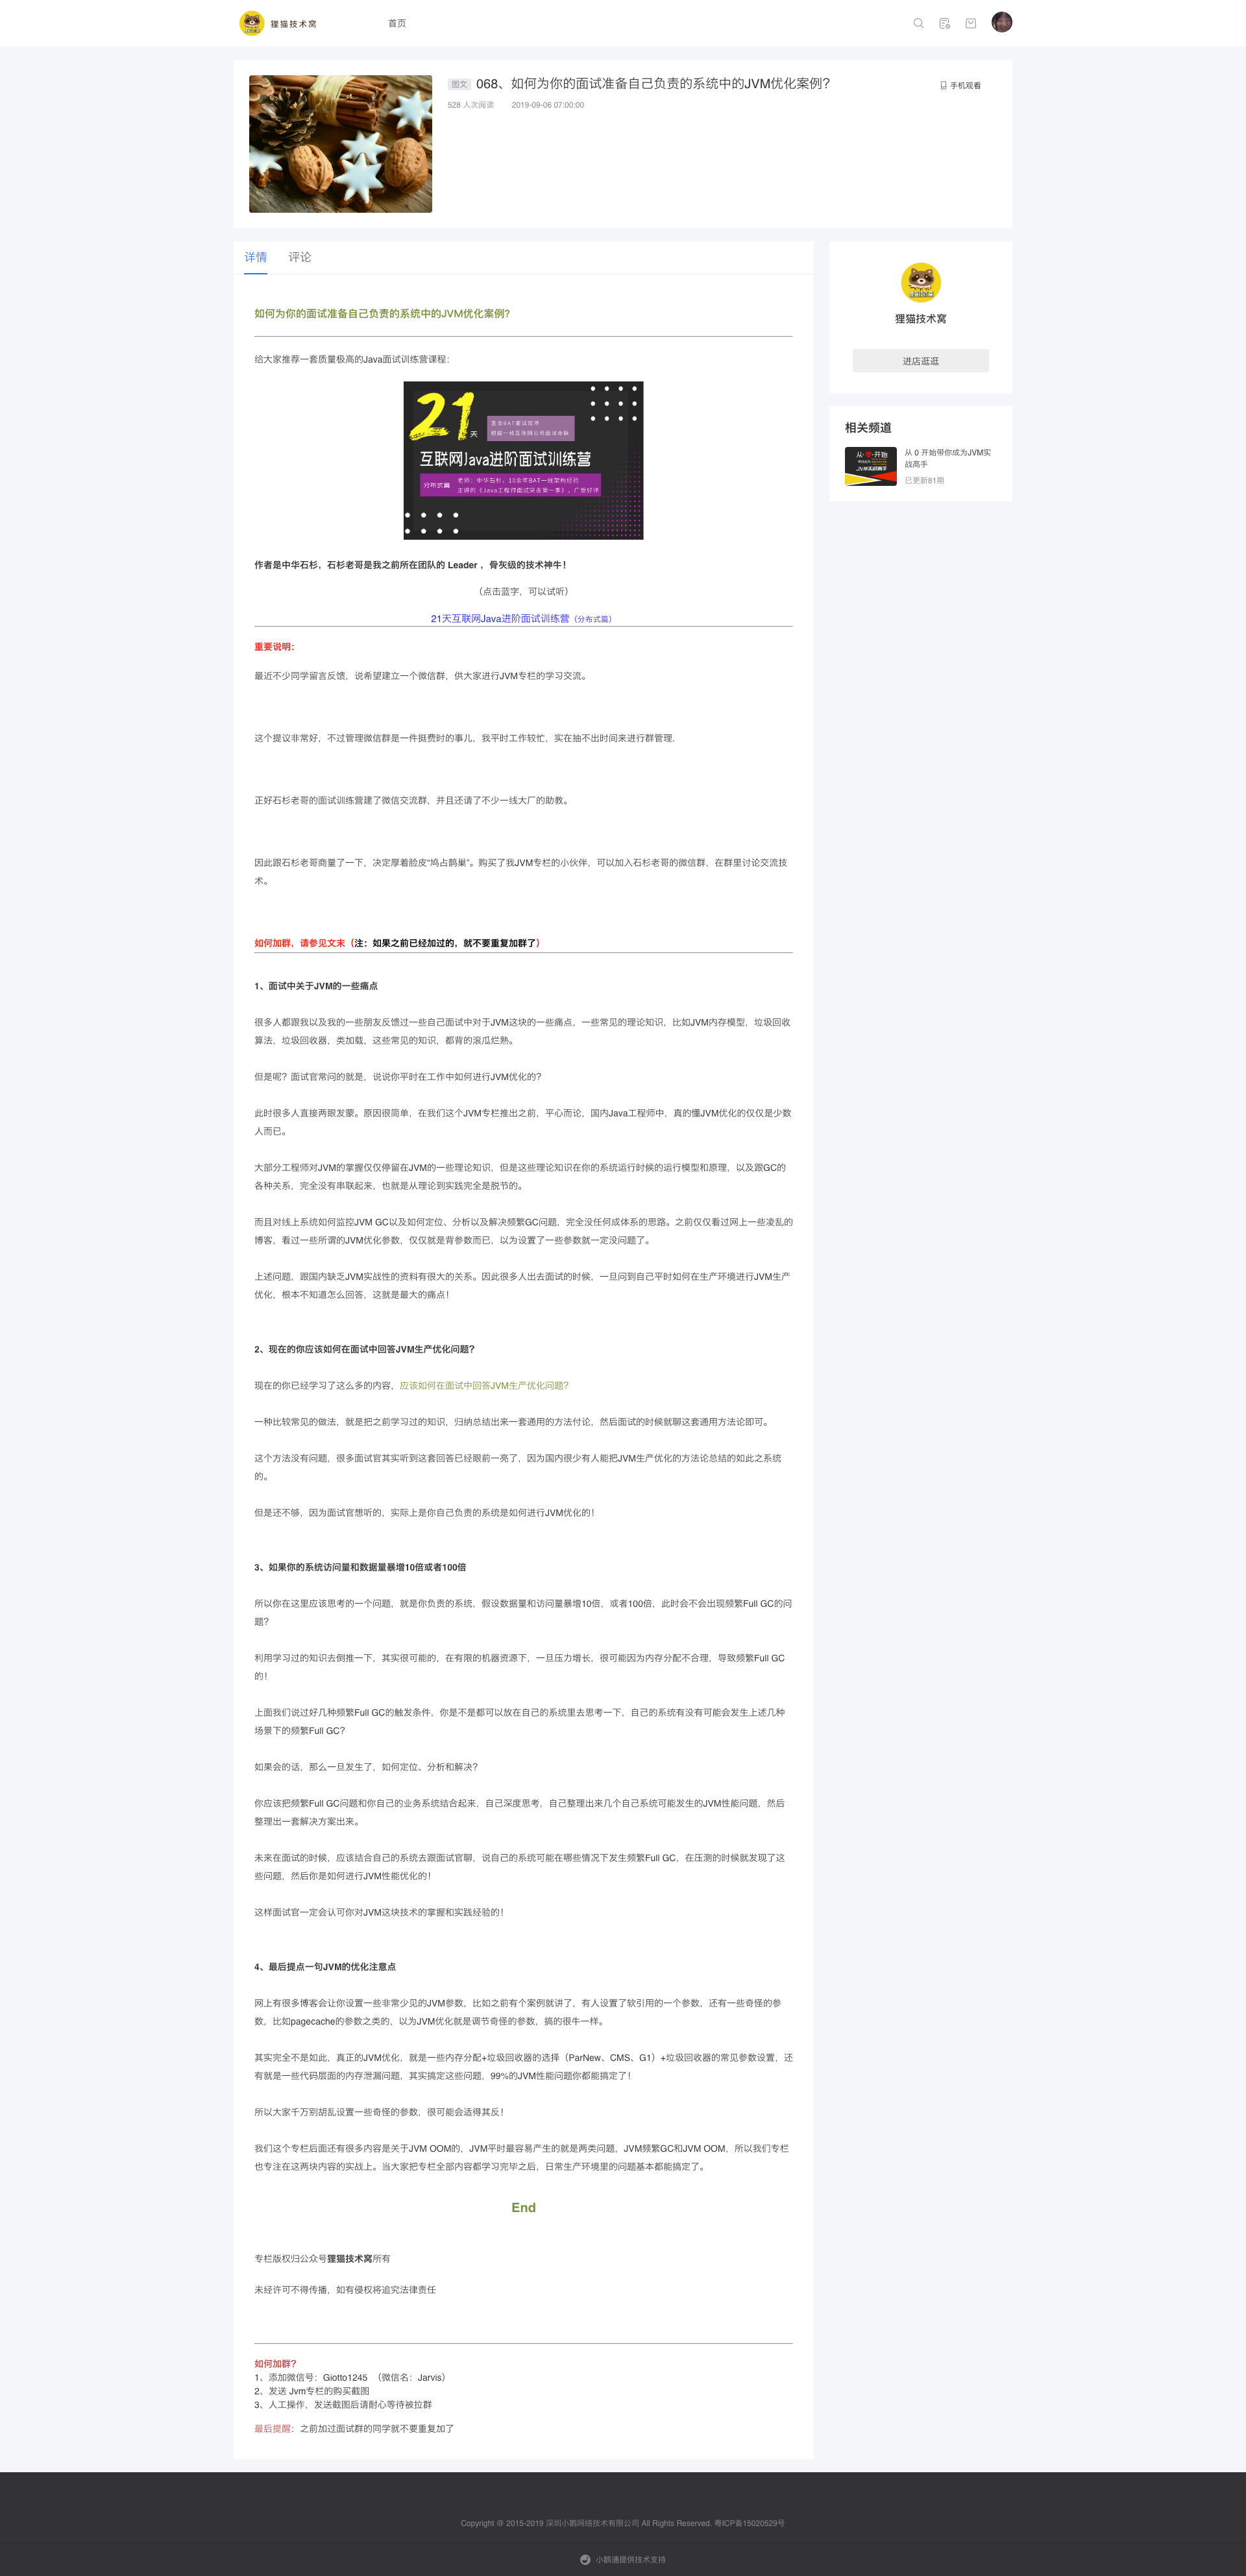 狸猫技术窝
首页
图文 068、如何为你的面试准备自己负责的系统中的JVM优化案例？
手机观看
528 人次阅读 2019-09-06 07:00:00
详情 评论
如何为你的面试准备自己负责的系统中的JVM优化案例？
给大家推荐一套质量极高的Java面试训练营课程：
21天
直击BAT面试现场
互联网Java进阶面试训练营
分布式篇
老师：中华石杉，10余年BAT一线架构经验
主讲的《Java工程师面试突击第一季》，广受好评
作者是中华石杉，石杉老哥是我之前所在团队的 Leader ，骨灰级的技术神牛！
（点击蓝字，可以试听）
21天互联网Java进阶面试训练营（分布式篇）
重要说明：
最近不少同学留言反馈，说希望建立一个微信群，供大家进行JVM专栏的学习交流。
这个提议非常好，不过管理微信群是一件挺费时的事儿，我平时工作较忙，实在抽不出时间来进行群管理.
正好石杉老哥的面试训练营建了微信交流群，并且还请了不少一线大厂的助教。
因此跟石杉老哥商量了一下，决定厚着脸皮“鸠占鹊巢”。购买了我JVM专栏的小伙伴，可以加入石杉老哥的微信群，在群里讨论交流技
术。
如何加群，请参见文末（注：如果之前已经加过的，就不要重复加群了）
1、面试中关于JVM的一些痛点
很多人都跟我以及我的一些朋友反馈过一些自己面试中对于JVM这块的一些痛点，一些常见的理论知识，比如JVM内存模型，垃圾回收
算法，垃圾回收器，类加载，这些常见的知识，都背的滚瓜烂熟。
但是呢？面试官常问的就是，说说你平时在工作中如何进行JVM优化的？
此时很多人直接两眼发蒙。原因很简单，在我们这个JVM专栏推出之前，平心而论，国内Java工程师中，真的懂JVM优化的仅仅是少数
人而已。
大部分工程师对JVM的掌握仅仅停留在JVM的一些理论知识，但是这些理论知识在你的系统运行时候的运行模型和原理，以及跟GC的
各种关系，完全没有串联起来，也就是从理论到实践完全是脱节的。
而且对线上系统如何监控JVM GC以及如何定位、分析以及解决频繁GC问题，完全没任何成体系的思路。之前仅仅看过网上一些凌乱的
博客，看过一些所谓的JVM优化参数，仅仅就是背参数而已，以为设置了一些参数就一定没问题了。
上述问题，跟国内缺乏JVM实战性的资料有很大的关系。因此很多人出去面试的时候，一旦问到自己平时如何在生产环境进行JVM生产
优化，根本不知道怎么回答，这就是最大的痛点！
2、现在的你应该如何在面试中回答JVM生产优化问题？
现在的你已经学习了这么多的内容，应该如何在面试中回答JVM生产优化问题？
一种比较常见的做法，就是把之前学习过的知识，归纳总结出来一套通用的方法付论，然后面试的时候就聊这套通用方法论即可。
这个方法没有问题，很多面试官其实听到这套回答已经眼前一亮了，因为国内很少有人能把JVM生产优化的方法论总结的如此之系统
的。
但是还不够，因为面试官想听的，实际上是你自己负责的系统是如何进行JVM优化的！
3、如果你的系统访问量和数据量暴增10倍或者100倍
所以你在这里应该思考的一个问题，就是你负责的系统，假设数据量和访问量暴增10倍，或者100倍，此时会不会出现频繁Full GC的问
题？
利用学习过的知识去倒推一下，其实很可能的，在有限的机器资源下，一旦压力增长，很可能因为内存分配不合理，导致频繁Full GC
的！
上面我们说过好几种频繁Full GC的触发条件，你是不是都可以放在自己的系统里去思考一下，自己的系统有没有可能会发生上述几种
场景下的频繁Full GC？
如果会的话，那么一旦发生了，如何定位、分析和解决？
你应该把频繁Full GC问题和你自己的业务系统结合起来，自己深度思考，自己整理出来几个自己系统可能发生的JVM性能问题，然后
整理出一套解决方案出来。
未来在面试的时候，应该结合自己的系统去跟面试官聊，说自己的系统可能在哪些情况下发生频繁Full GC，在压测的时候就发现了这
些问题，然后你是如何进行JVM性能优化的！
这样面试官一定会认可你对JVM这块技术的掌握和实践经验的！
4、最后提点一句JVM的优化注意点
网上有很多博客会让你设置一些非常少见的JVM参数，比如之前有个案例就讲了，有人设置了软引用的一个参数，还有一些奇怪的参
数，比如pagecache的参数之类的，以为JVM优化就是调节奇怪的参数，搞的很牛一样。
其实完全不是如此，真正的JVM优化，就是一些内存分配+垃圾回收器的选择（ParNew、CMS、G1）+垃圾回收器的常见参数设置，还
有就是一些代码层面的内存泄漏问题，其实搞定这些问题，99%的JVM性能问题你都能搞定了！
所以大家千万别胡乱设置一些奇怪的参数，很可能会适得其反！
我们这个专栏后面还有很多内容是关于JVM OOM的，JVM平时最容易产生的就是两类问题，JVM频繁GC和JVM OOM，所以我们专栏
也专注在这两块内容的实战上。当大家把专栏全部内容都学习完毕之后，日常生产环境里的问题基本都能搞定了。
End
专栏版权归公众号狸猫技术窝所有
未经许可不得传播，如有侵权将追究法律责任
如何加群？
1、添加微信号：Giotto1245 （微信名：Jarvis）
2、发送 Jvm专栏的购买截图
3、人工操作，发送截图后请耐心等待被拉群
最后提醒：之前加过面试群的同学就不要重复加了
狸猫技术窝
进店逛逛
相关频道
从·0·开始
从 0 开始带你成为JVM实
战高手
已更新81期
Copyright @ 2015-2019 深圳小鹅网络技术有限公司 All Rights Reserved. 粤ICP备15020529号
小鹅通提供技术支持